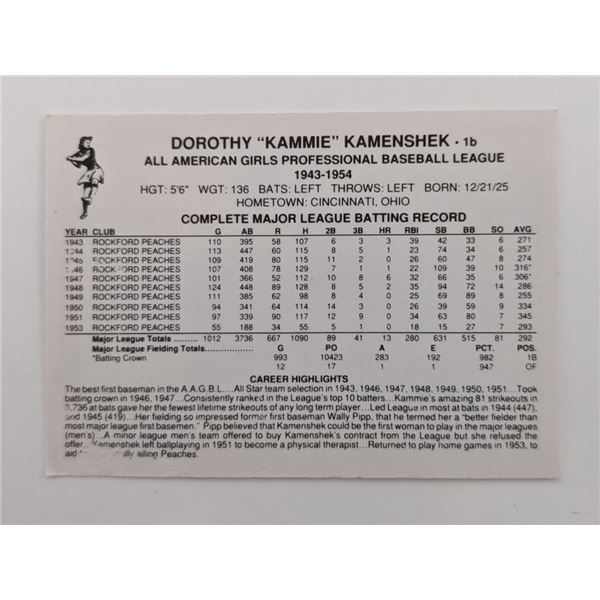 DOROTHY "KAMMIE" KAMENSHEK · 1b
ALL AMERICAN GIRLS PROFESSIONAL BASEBALL LEAGUE
1943-1954
HGT: 5'6" WGT: 136 BATS: LEFT THROWS: LEFT BORN: 12/21/25
HOMETOWN: CINCINNATI, OHIO
COMPLETE MAJOR LEAGUE BATTING RECORD
YEAR CLUB G AB R H 2B 3B HR RBI SB BB SO AVG
1943 ROCKFORD PEACHES 110 395 58 107 6 3 3 39 42 33 6 .271
ROCKFORD PEACHES 113 447 60 115 8 5 1 23 54 34 6 .257
PEACHES 109 419 80 115 11 2 0 26 60 47 8 .274
ROCKFORD PEACHES 107 408 78 129 7 1 1 22 109 39 10 .316*
1947 ROCKFORD PEACHES 101 366 52 112 .306*
1948 ROCKFORD PEACHES 124 448 89 128 8 5 2 35 94 72 14 .286
1949 ROCKFORD PEACHES 111 385 62 98 8 4 0 25 69 89 8 .255
1950 ROCKFORD PEACHES 94 341 64 114 .334
1951 ROCKFORD PEACHES 97 339 90 117 12 9 0 34 63 80 7 .345
1953 ROCKFORD PEACHES 55 188 34 55 5 1 0 18 15 27 7 .293
Major League Totals ......... 1012 3736 667 1090 89 41 13 280 631 515 81 .292
Major League Fielding Totals ........... G PO A E PCT. POS.
*Batting Crown 993 10423 283 192 .982 1B
12 17 1 1 .947 OF
CAREER HIGHLIGHTS
The best first baseman in the A.A.G.B.L....All Star team selection in 1943, 1946, 1947, 1948, 1949, 1950, 1951...Took
batting crown in 1946, 1947...Consistently ranked in the League's top 10 batters...Kammie's amazing 81 strikeouts in
3,736 at bats gave her the fewest lifetime strikeouts of any long term player...Led League in most at bats in 1944 (447),
and 1945 (419)...Her fielding so impressed former first baseman Wally Pipp, that he termed her a "better fielder than
most major league first basemen." Pipp believed that Kamenshek could be the first woman to play in the major leagues
(men's)...A minor league men's team offered to buy Kamenshek's contract from the League but she refused the
offer...Kamenshek left ballplaying in 1951 to become a physical therapist...Returned to play home games in 1953, to
aid ailing Peaches.